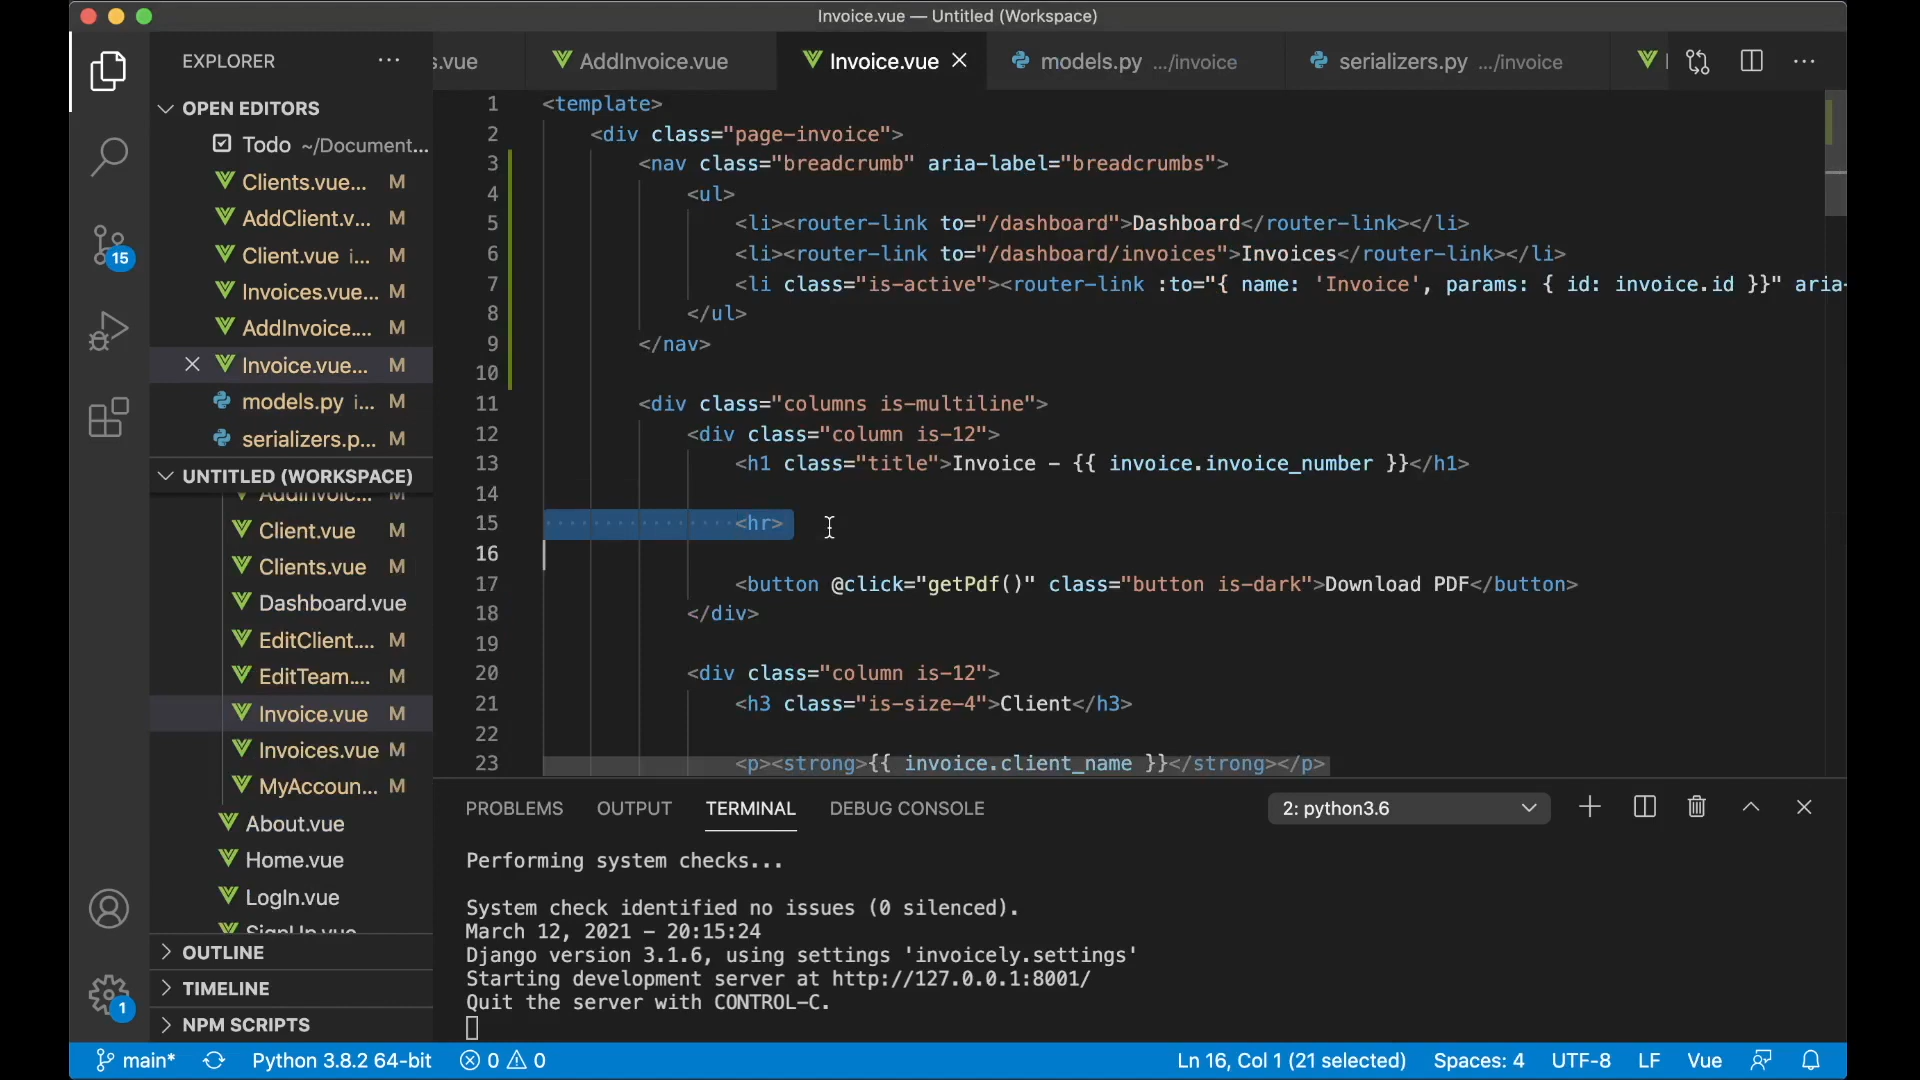 Invoice.vue — Untitled (Workspace)
EXPLORER
s.vue
AddInvoice.vue
Invoice.vue
models.py .../invoice
serializers.py .../invoice
OPEN EDITORS
Todo ~/Document...
Clients.vue... M
AddClient.v... M
Client.vue i... M
Invoices.vue... M
AddInvoice.... M
Invoice.vue... M
models.py i... M
serializers.p... M
UNTITLED (WORKSPACE)
AddInvoic... M
Client.vue M
Clients.vue M
Dashboard.vue
EditClient.... M
EditTeam.... M
Invoice.vue M
Invoices.vue M
MyAccoun... M
About.vue
Home.vue
LogIn.vue
SignUp.vue
OUTLINE
TIMELINE
NPM SCRIPTS
15
1
1 <template>
2 <div class="page-invoice">
3 <nav class="breadcrumb" aria-label="breadcrumbs">
4 <ul>
5 <li><router-link to="/dashboard">Dashboard</router-link></li>
6 <li><router-link to="/dashboard/invoices">Invoices</router-link></li>
7 <li class="is-active"><router-link :to="{ name: 'Invoice', params: { id: invoice.id }}" aria-
8 </ul>
9 </nav>
10
11 <div class="columns is-multiline">
12 <div class="column is-12">
13 <h1 class="title">Invoice - {{ invoice.invoice_number }}</h1>
14
15 <hr>
16
17 <button @click="getPdf()" class="button is-dark">Download PDF</button>
18 </div>
19
20 <div class="column is-12">
21 <h3 class="is-size-4">Client</h3>
22
23 <p><strong>{{ invoice.client_name }}</strong></p>
PROBLEMS OUTPUT TERMINAL DEBUG CONSOLE
2: python3.6
Performing system checks...
System check identified no issues (0 silenced).
March 12, 2021 - 20:15:24
Django version 3.1.6, using settings 'invoicely.settings'
Starting development server at http://127.0.0.1:8001/
Quit the server with CONTROL-C.
main* Python 3.8.2 64-bit 0 0 Ln 16, Col 1 (21 selected) Spaces: 4 UTF-8 LF Vue